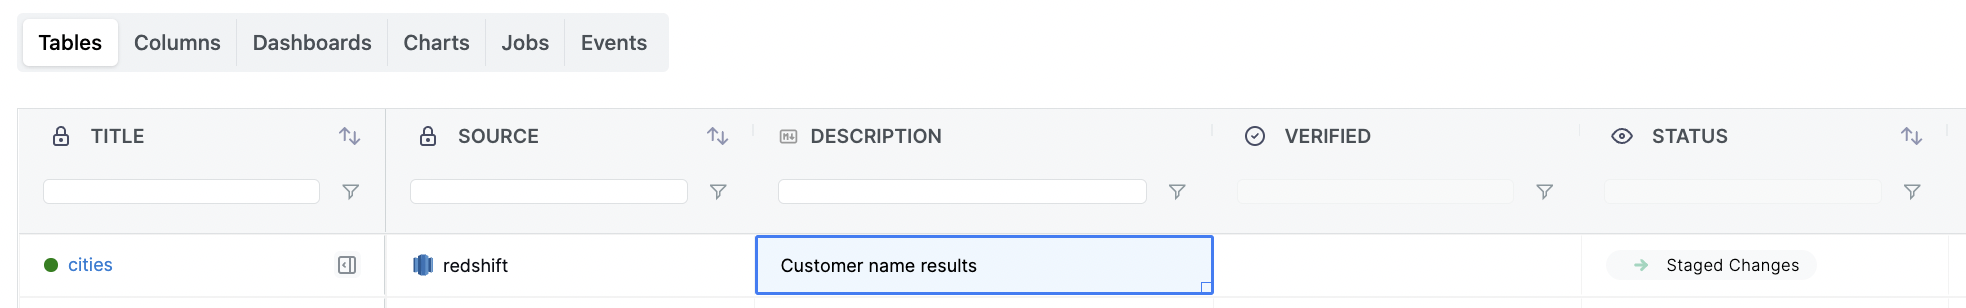 Tables Columns Dashboards Charts Jobs Events
TITLE SOURCE DESCRIPTION VERIFIED STATUS
cities redshift Customer name results Staged Changes